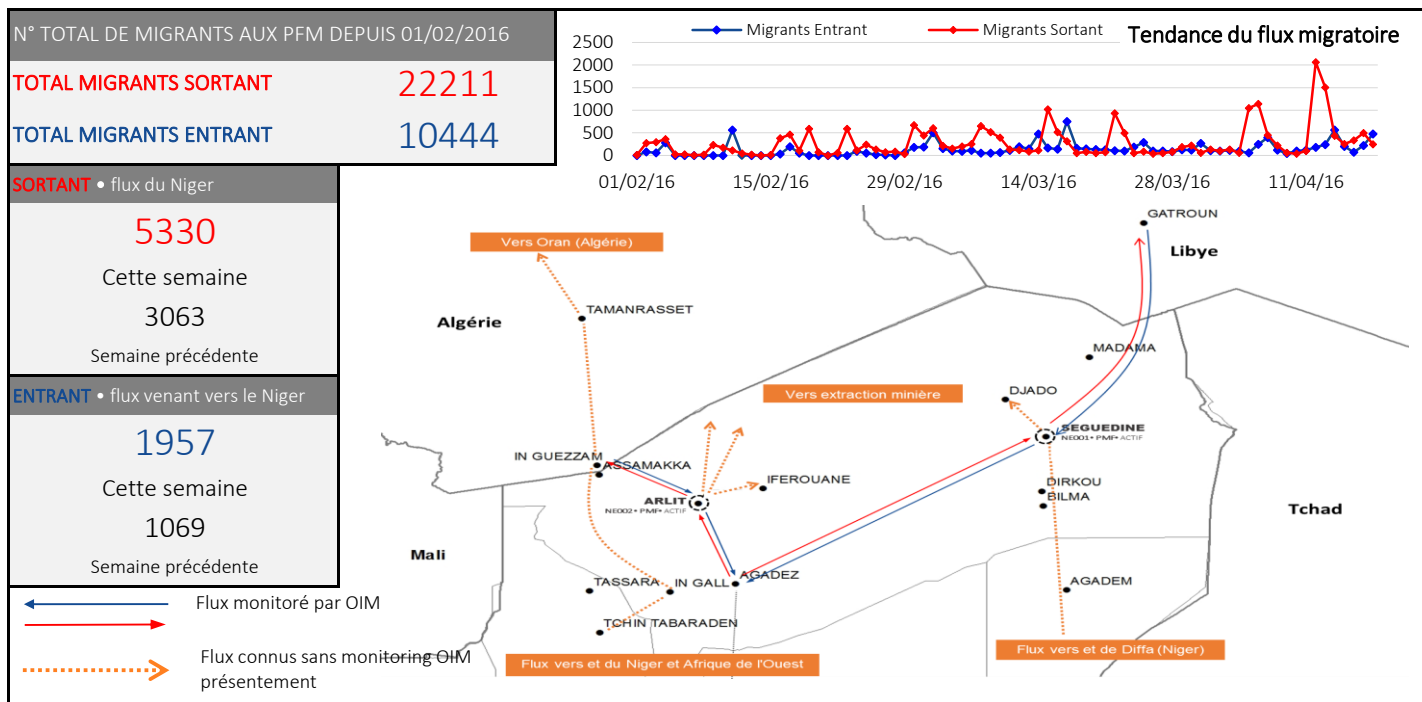 N° TOTAL DE MIGRANTS AUX PFM DEPUIS 01/02/2016
TOTAL MIGRANTS SORTANT 22211
TOTAL MIGRANTS ENTRANT 10444
Migrants Entrant Migrants Sortant Tendance du flux migratoire
2500
2000
1500
1000
500
0
01/02/16 15/02/16 29/02/16 14/03/16 28/03/16 11/04/16
SORTANT • flux du Niger
5330
Cette semaine
3063
Semaine précédente
ENTRANT • flux venant vers le Niger
1957
Cette semaine
1069
Semaine précédente
Flux monitoré par OIM
Flux connus sans monitoring OIM
présentement
GATROUN
Vers Oran (Algérie)
Libye
TAMANRASSET
Algérie
MADAMA
Vers extraction minière
DJADO
SEGUEDINE
NE001• PMF• ACTIF
IN GUEZZAM
ASSAMAKKA
IFEROUANE
DIRKOU
BILMA
ARLIT
NE002• PMF• ACTIF
Tchad
Mali
TASSARA
IN GALL
AGADEZ
AGADEM
TCHIN TABARADEN
Flux vers et du Niger et Afrique de l'Ouest
Flux vers et de Diffa (Niger)